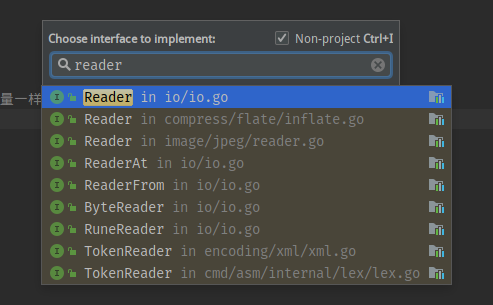 Choose interface to implement: Non-project Ctrl+I
reader
量一样
Reader in io/io.go
Reader in compress/flate/inflate.go
Reader in image/jpeg/reader.go
ReaderAt in io/io.go
ReaderFrom in io/io.go
ByteReader in io/io.go
RuneReader in io/io.go
TokenReader in encoding/xml/xml.go
TokenReader in cmd/asm/internal/lex/lex.go